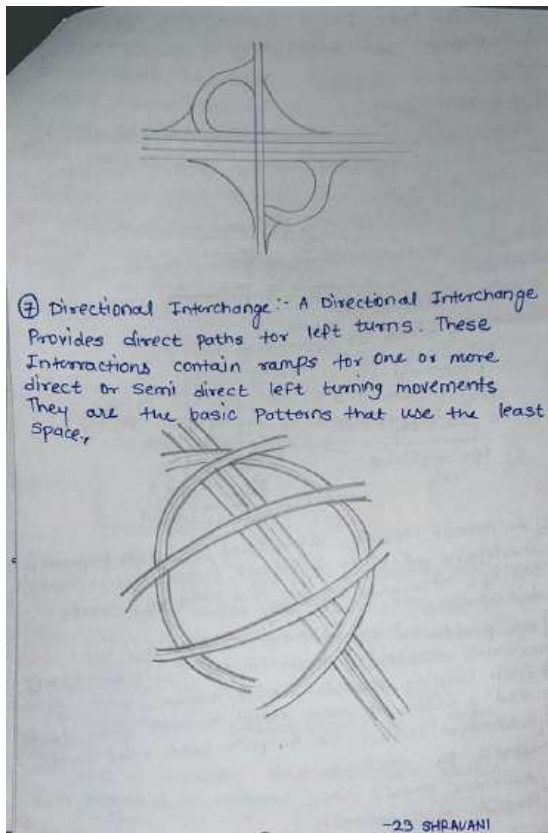 ⑦ Directional Interchange:- A Directional Interchange
Provides direct paths for left turns. These
Interractions contain ramps for one or more
direct or semi direct left turning movements
They are the basic Patterns that use the least
space.,
-23 SHRAVANI